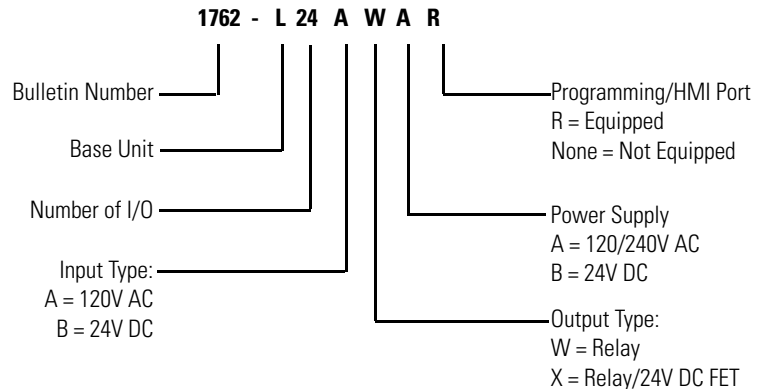 1762 - L 24 A W A R
Bulletin Number
Base Unit
Number of I/O
Input Type:
A = 120V AC
B = 24V DC
Programming/HMI Port
R = Equipped
None = Not Equipped
Power Supply
A = 120/240V AC
B = 24V DC
Output Type:
W = Relay
X = Relay/24V DC FET